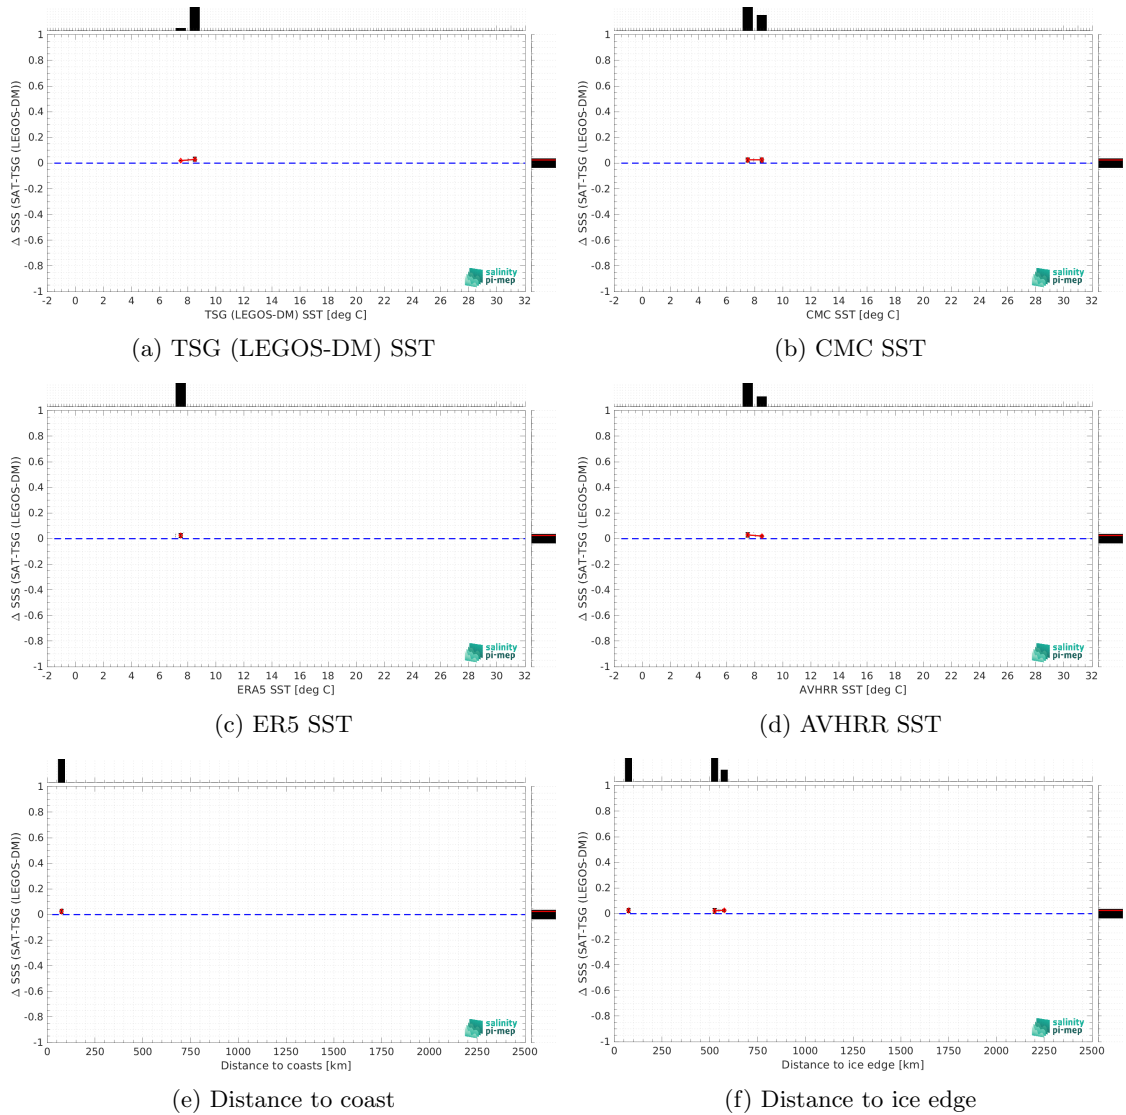 1
0.8
0.6
0.4
0.2
0
-0.2
-0.4
-0.6
-0.8
-1
Δ SSS (SAT-TSG (LEGOS-DM))
salinity
pi-mep
-2 0 2 4 6 8 10 12 14 16 18 20 22 24 26 28 30 32
TSG (LEGOS-DM) SST [deg C]
(a) TSG (LEGOS-DM) SST
1
0.8
0.6
0.4
0.2
0
-0.2
-0.4
-0.6
-0.8
-1
Δ SSS (SAT-TSG (LEGOS-DM))
salinity
pi-mep
-2 0 2 4 6 8 10 12 14 16 18 20 22 24 26 28 30 32
CMC SST [deg C]
(b) CMC SST
1
0.8
0.6
0.4
0.2
0
-0.2
-0.4
-0.6
-0.8
-1
Δ SSS (SAT-TSG (LEGOS-DM))
salinity
pi-mep
-2 0 2 4 6 8 10 12 14 16 18 20 22 24 26 28 30 32
ERA5 SST [deg C]
(c) ER5 SST
1
0.8
0.6
0.4
0.2
0
-0.2
-0.4
-0.6
-0.8
-1
Δ SSS (SAT-TSG (LEGOS-DM))
salinity
pi-mep
-2 0 2 4 6 8 10 12 14 16 18 20 22 24 26 28 30 32
AVHRR SST [deg C]
(d) AVHRR SST
1
0.8
0.6
0.4
0.2
0
-0.2
-0.4
-0.6
-0.8
-1
Δ SSS (SAT-TSG (LEGOS-DM))
salinity
pi-mep
0 250 500 750 1000 1250 1500 1750 2000 2250 2500
Distance to coasts [km]
(e) Distance to coast
1
0.8
0.6
0.4
0.2
0
-0.2
-0.4
-0.6
-0.8
-1
Δ SSS (SAT-TSG (LEGOS-DM))
salinity
pi-mep
0 250 500 750 1000 1250 1500 1750 2000 2250 2500
Distance to ice edge [km]
(f) Distance to ice edge